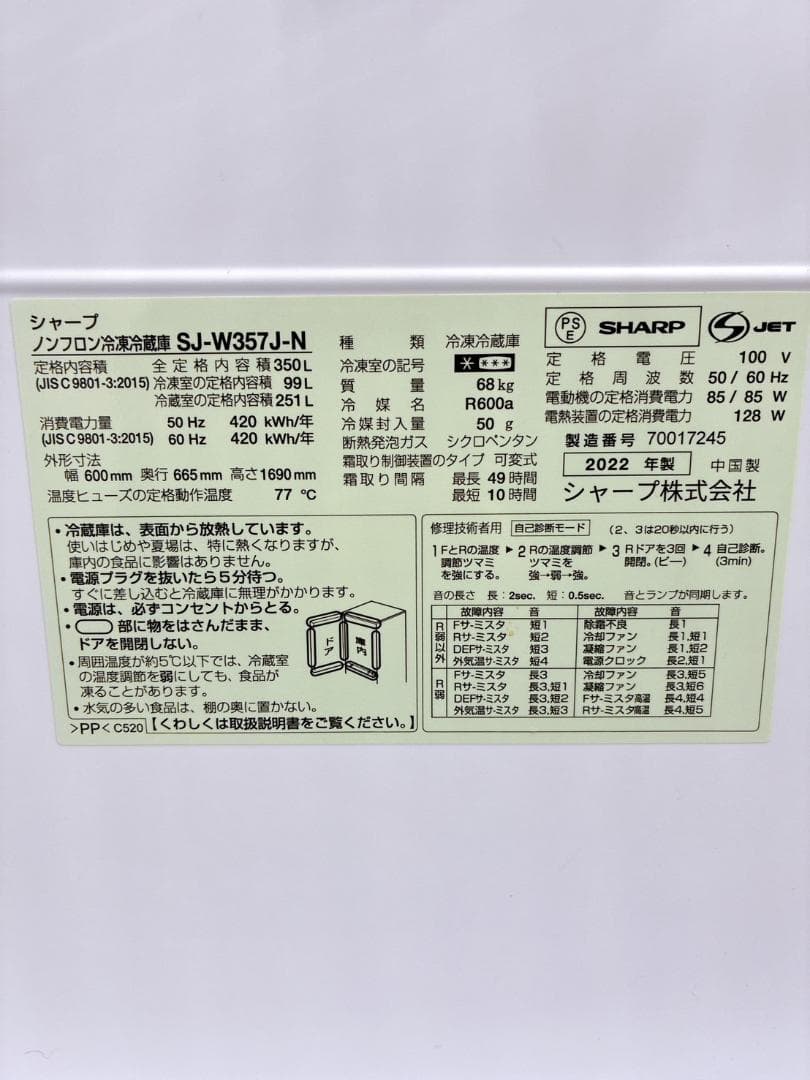 シャープ
ノンフロン冷凍冷蔵庫 SJ-W357J-N
定格内容積 全定格内容積 350 L
(JIS C 9801-3:2015) 冷凍室の定格内容積 99 L
冷蔵室の定格内容積 251 L
消費電力量 50 Hz 420 kWh/年
(JIS C 9801-3:2015) 60 Hz 420 kWh/年
外形寸法
幅 600mm 奥行 665mm 高さ1690mm
温度ヒューズの定格動作温度 77 ℃
種類 冷凍冷蔵庫
冷凍室の記号 * ***
質量 68 kg
冷媒名 R600a
冷媒封入量 50 g
断熱発泡ガス シクロペンタン
霜取り制御装置のタイプ 可変式
霜取り間隔 最長 49時間
最短 10時間
PS E SHARP S JET
定格電圧 100 V
定格周波数 50 / 60 Hz
電動機の定格消費電力 85 / 85 W
電熱装置の定格消費電力 128 W
製造番号 70017245
2022 年製 中国製
シャープ株式会社
・冷蔵庫は、表面から放熱しています。
使いはじめや夏場は、特に熱くなりますが、
庫内の食品に影響はありません。
・電源プラグを抜いたら5分待つ。
すぐに差し込むと冷蔵庫に無理がかかります。
・電源は、必ずコンセントからとる。
・部に物をはさんだまま、
ドアを開閉しない。
・周囲温度が約5℃以下では、冷蔵室
の温度調節を弱にしても、食品が
凍ることがあります。
・水気の多い食品は、棚の奥に置かない。
>PP< C520 【くわしくは取扱説明書をご覧ください。】
ドア
庫内
修理技術者用 自己診断モード (2、3は20秒以内に行う)
1 FとRの温度 ▶ 2 Rの温度調節 ▶ 3 Rドアを3回 ▶ 4 自己診断。
調節ツマミ ツマミを 開閉。(ピー) (3min)
を強にする。 強→弱→強。
音の長さ 長:2sec. 短:0.5sec. 音とランプが同期します。
故障内容 音 故障内容 音
R弱以外
Fサ-ミスタ 短1 除霜不良 長1
Rサ-ミスタ 短2 冷却ファン 長1,短1
DEFサ-ミスタ 短3 凝縮ファン 長1,短2
外気温サ-ミスタ 短4 電源クロック 長2,短1
R弱
Fサ-ミスタ 長3 冷却ファン 長3,短5
Rサ-ミスタ 長3,短1 凝縮ファン 長3,短6
DEFサ-ミスタ 長3,短2 Fサ-ミスタ高温 長4,短4
外気温サ-ミスタ 長3,短3 Rサ-ミスタ高温 長4,短5